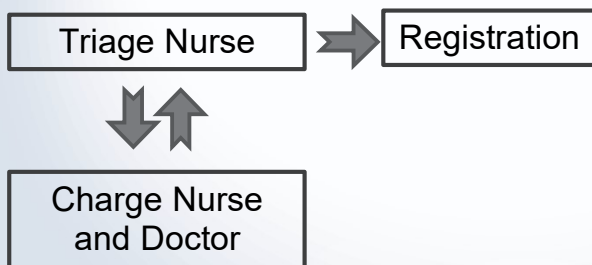 Triage Nurse
Registration
Charge Nurse
and Doctor